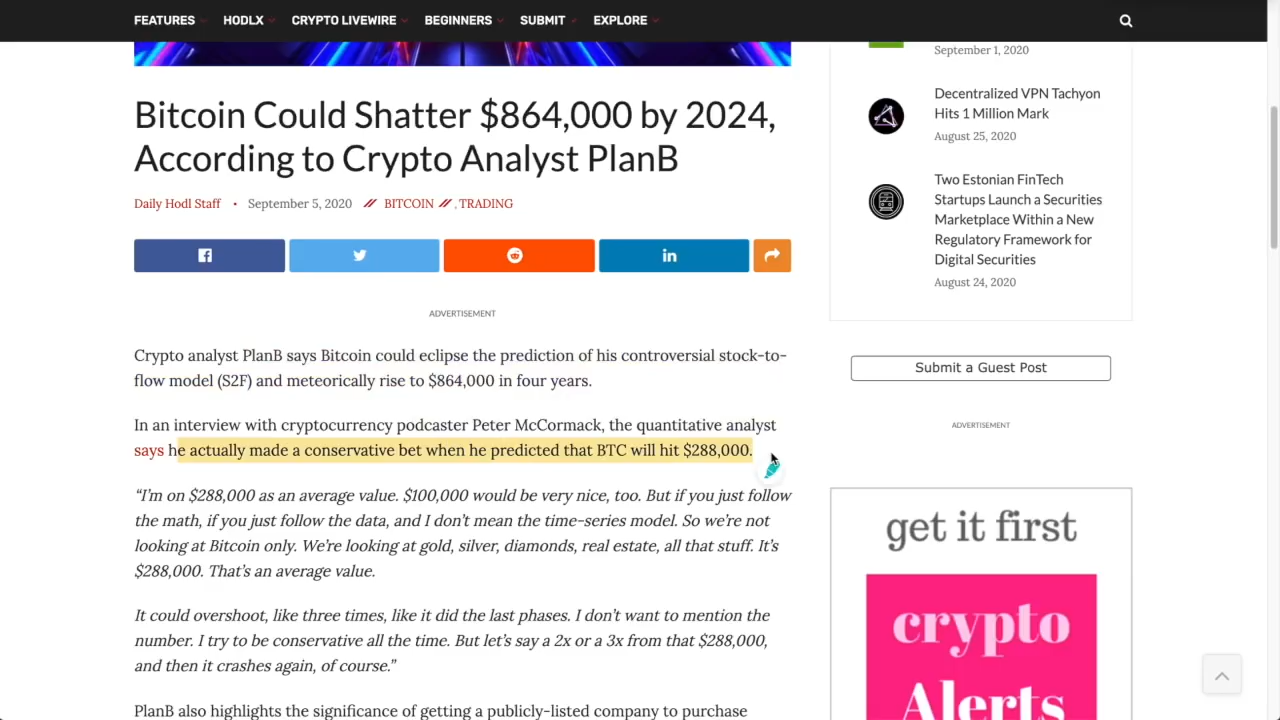 FEATURES HODLX CRYPTO LIVEWIRE BEGINNERS SUBMIT EXPLORE
Bitcoin Could Shatter $864,000 by 2024,
According to Crypto Analyst PlanB
Daily Hodl Staff • September 5, 2020 // BITCOIN // , TRADING
ADVERTISEMENT
Crypto analyst PlanB says Bitcoin could eclipse the prediction of his controversial stock-to-
flow model (S2F) and meteorically rise to $864,000 in four years.
In an interview with cryptocurrency podcaster Peter McCormack, the quantitative analyst
says he actually made a conservative bet when he predicted that BTC will hit $288,000.
“I’m on $288,000 as an average value. $100,000 would be very nice, too. But if you just follow
the math, if you just follow the data, and I don’t mean the time-series model. So we’re not
looking at Bitcoin only. We’re looking at gold, silver, diamonds, real estate, all that stuff. It’s
$288,000. That’s an average value.
It could overshoot, like three times, like it did the last phases. I don’t want to mention the
number. I try to be conservative all the time. But let’s say a 2x or a 3x from that $288,000,
and then it crashes again, of course.”
PlanB also highlights the significance of getting a publicly-listed company to purchase
September 1, 2020
Decentralized VPN Tachyon
Hits 1 Million Mark
August 25, 2020
Two Estonian FinTech
Startups Launch a Securities
Marketplace Within a New
Regulatory Framework for
Digital Securities
August 24, 2020
Submit a Guest Post
ADVERTISEMENT
get it first
crypto
Alerts